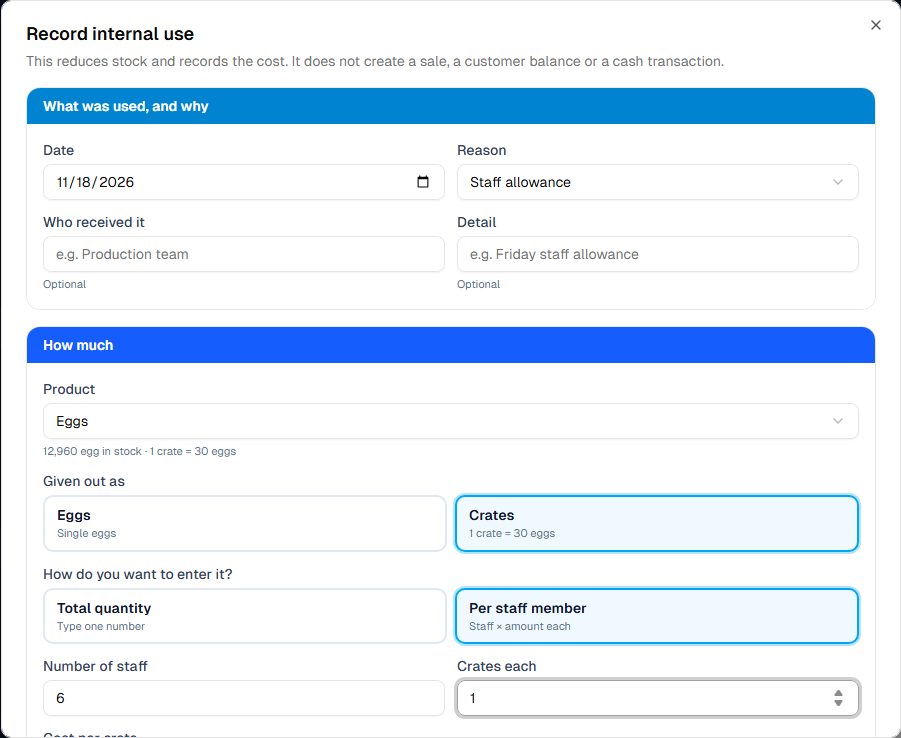 Record internal use
This reduces stock and records the cost. It does not create a sale, a customer balance or a cash transaction.
What was used, and why
Date
Reason
11/18/2026
Staff allowance
Who received it
Detail
e.g. Production team
e.g. Friday staff allowance
Optional
Optional
How much
Product
Eggs
12,960 egg in stock · 1 crate = 30 eggs
Given out as
Eggs
Single eggs
Crates
1 crate = 30 eggs
How do you want to enter it?
Total quantity
Type one number
Per staff member
Staff × amount each
Number of staff
Crates each
6
1
Cost per crate